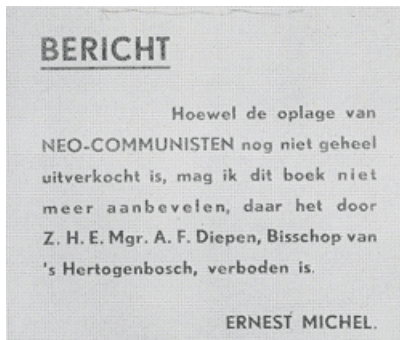 BERICHT
Hoewel de oplage van
NEO-COMMUNISTEN nog niet geheel
uitverkocht is, mag ik dit boek niet
meer aanbevelen, daar het door
Z. H. E. Mgr. A. F. Diepen, Bisschop van
's Hertogenbosch, verboden is.
ERNEST MICHEL.